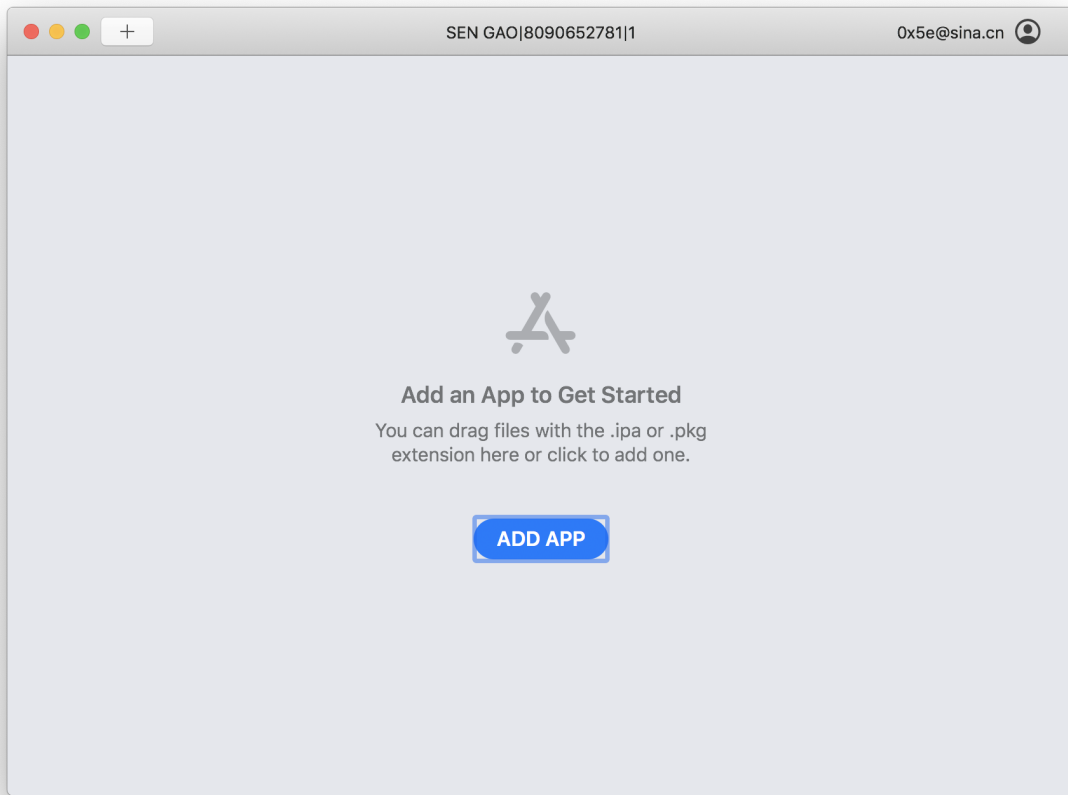 SEN GAO|8090652781|1
0x5e@sina.cn
Add an App to Get Started
You can drag files with the .ipa or .pkg
extension here or click to add one.
ADD APP